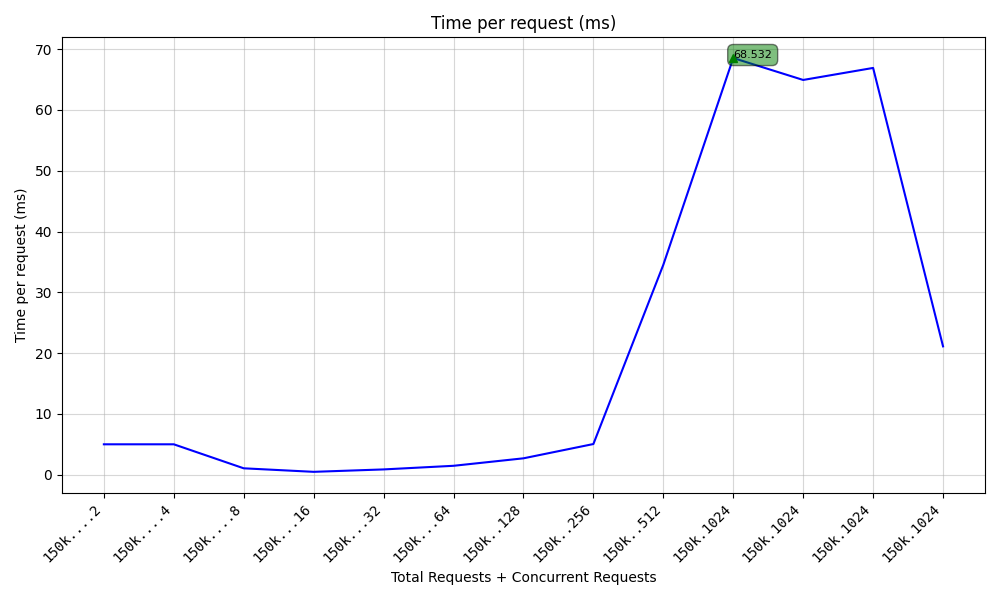 Time per request (ms)
70
68.532
60
50
40
30
20
10
0
Time per request (ms)
150k....2
150k....4
150k....8
150k...16
150k...32
150k...64
150k..128
150k..256
150k..512
150k.1024
150k.1024
150k.1024
150k.1024
Total Requests + Concurrent Requests